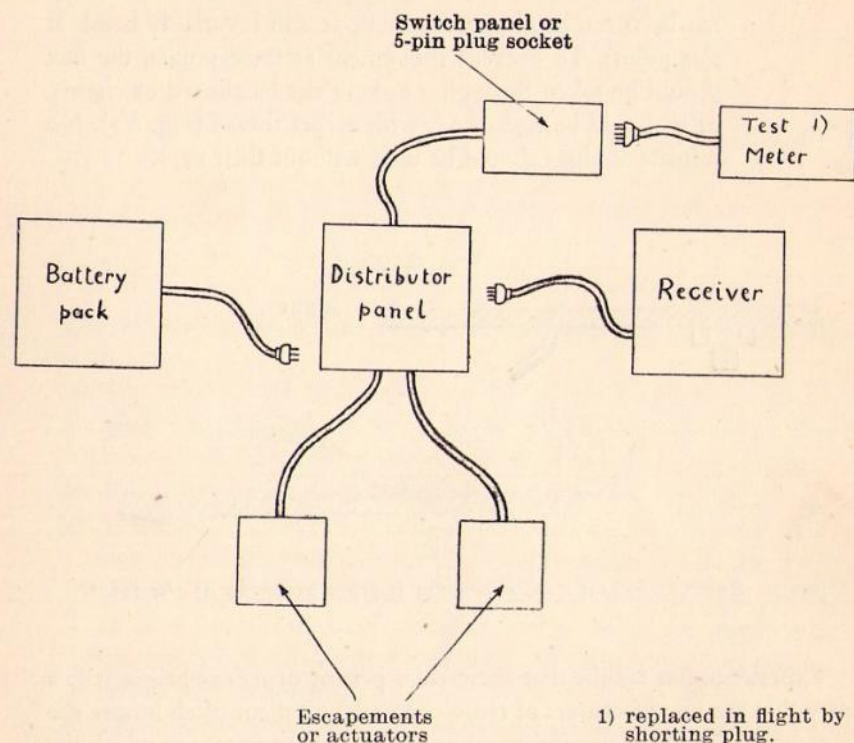 Switch panel or
5-pin plug socket
Test 1)
Meter
Battery
pack
Distributor
panel
Receiver
Escapements
or actuators
1) replaced in flight by
shorting plug.